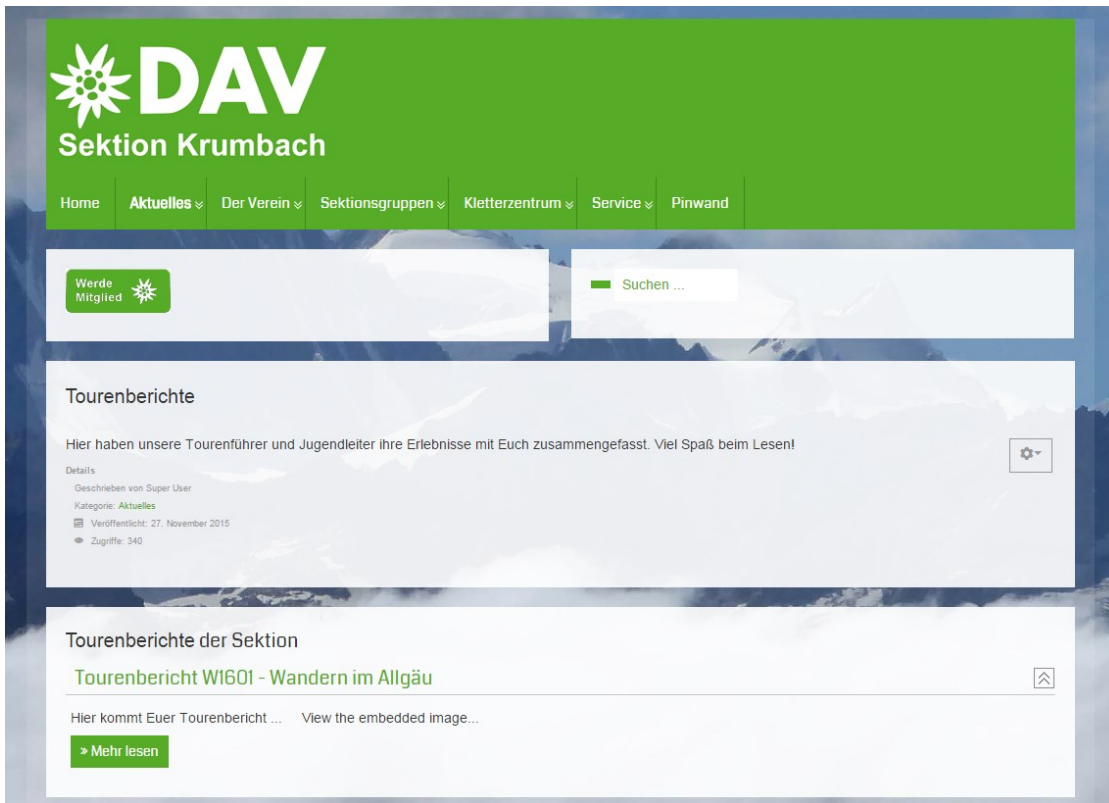 DAV
Sektion Krumbach
Home Aktuelles Der Verein Sektionsgruppen Kletterzentrum Service Pinwand
Werde
Mitglied
Suchen ...
Tourenberichte
Hier haben unsere Tourenführer und Jugendleiter ihre Erlebnisse mit Euch zusammengefasst. Viel Spaß beim Lesen!
Details
Geschrieben von Super User
Kategorie: Aktuelles
Veröffentlicht: 27. November 2015
Zugriffe: 340
Tourenberichte der Sektion
Tourenbericht W1601 - Wandern im Allgäu
Hier kommt Euer Tourenbericht ... View the embedded image...
» Mehr lesen